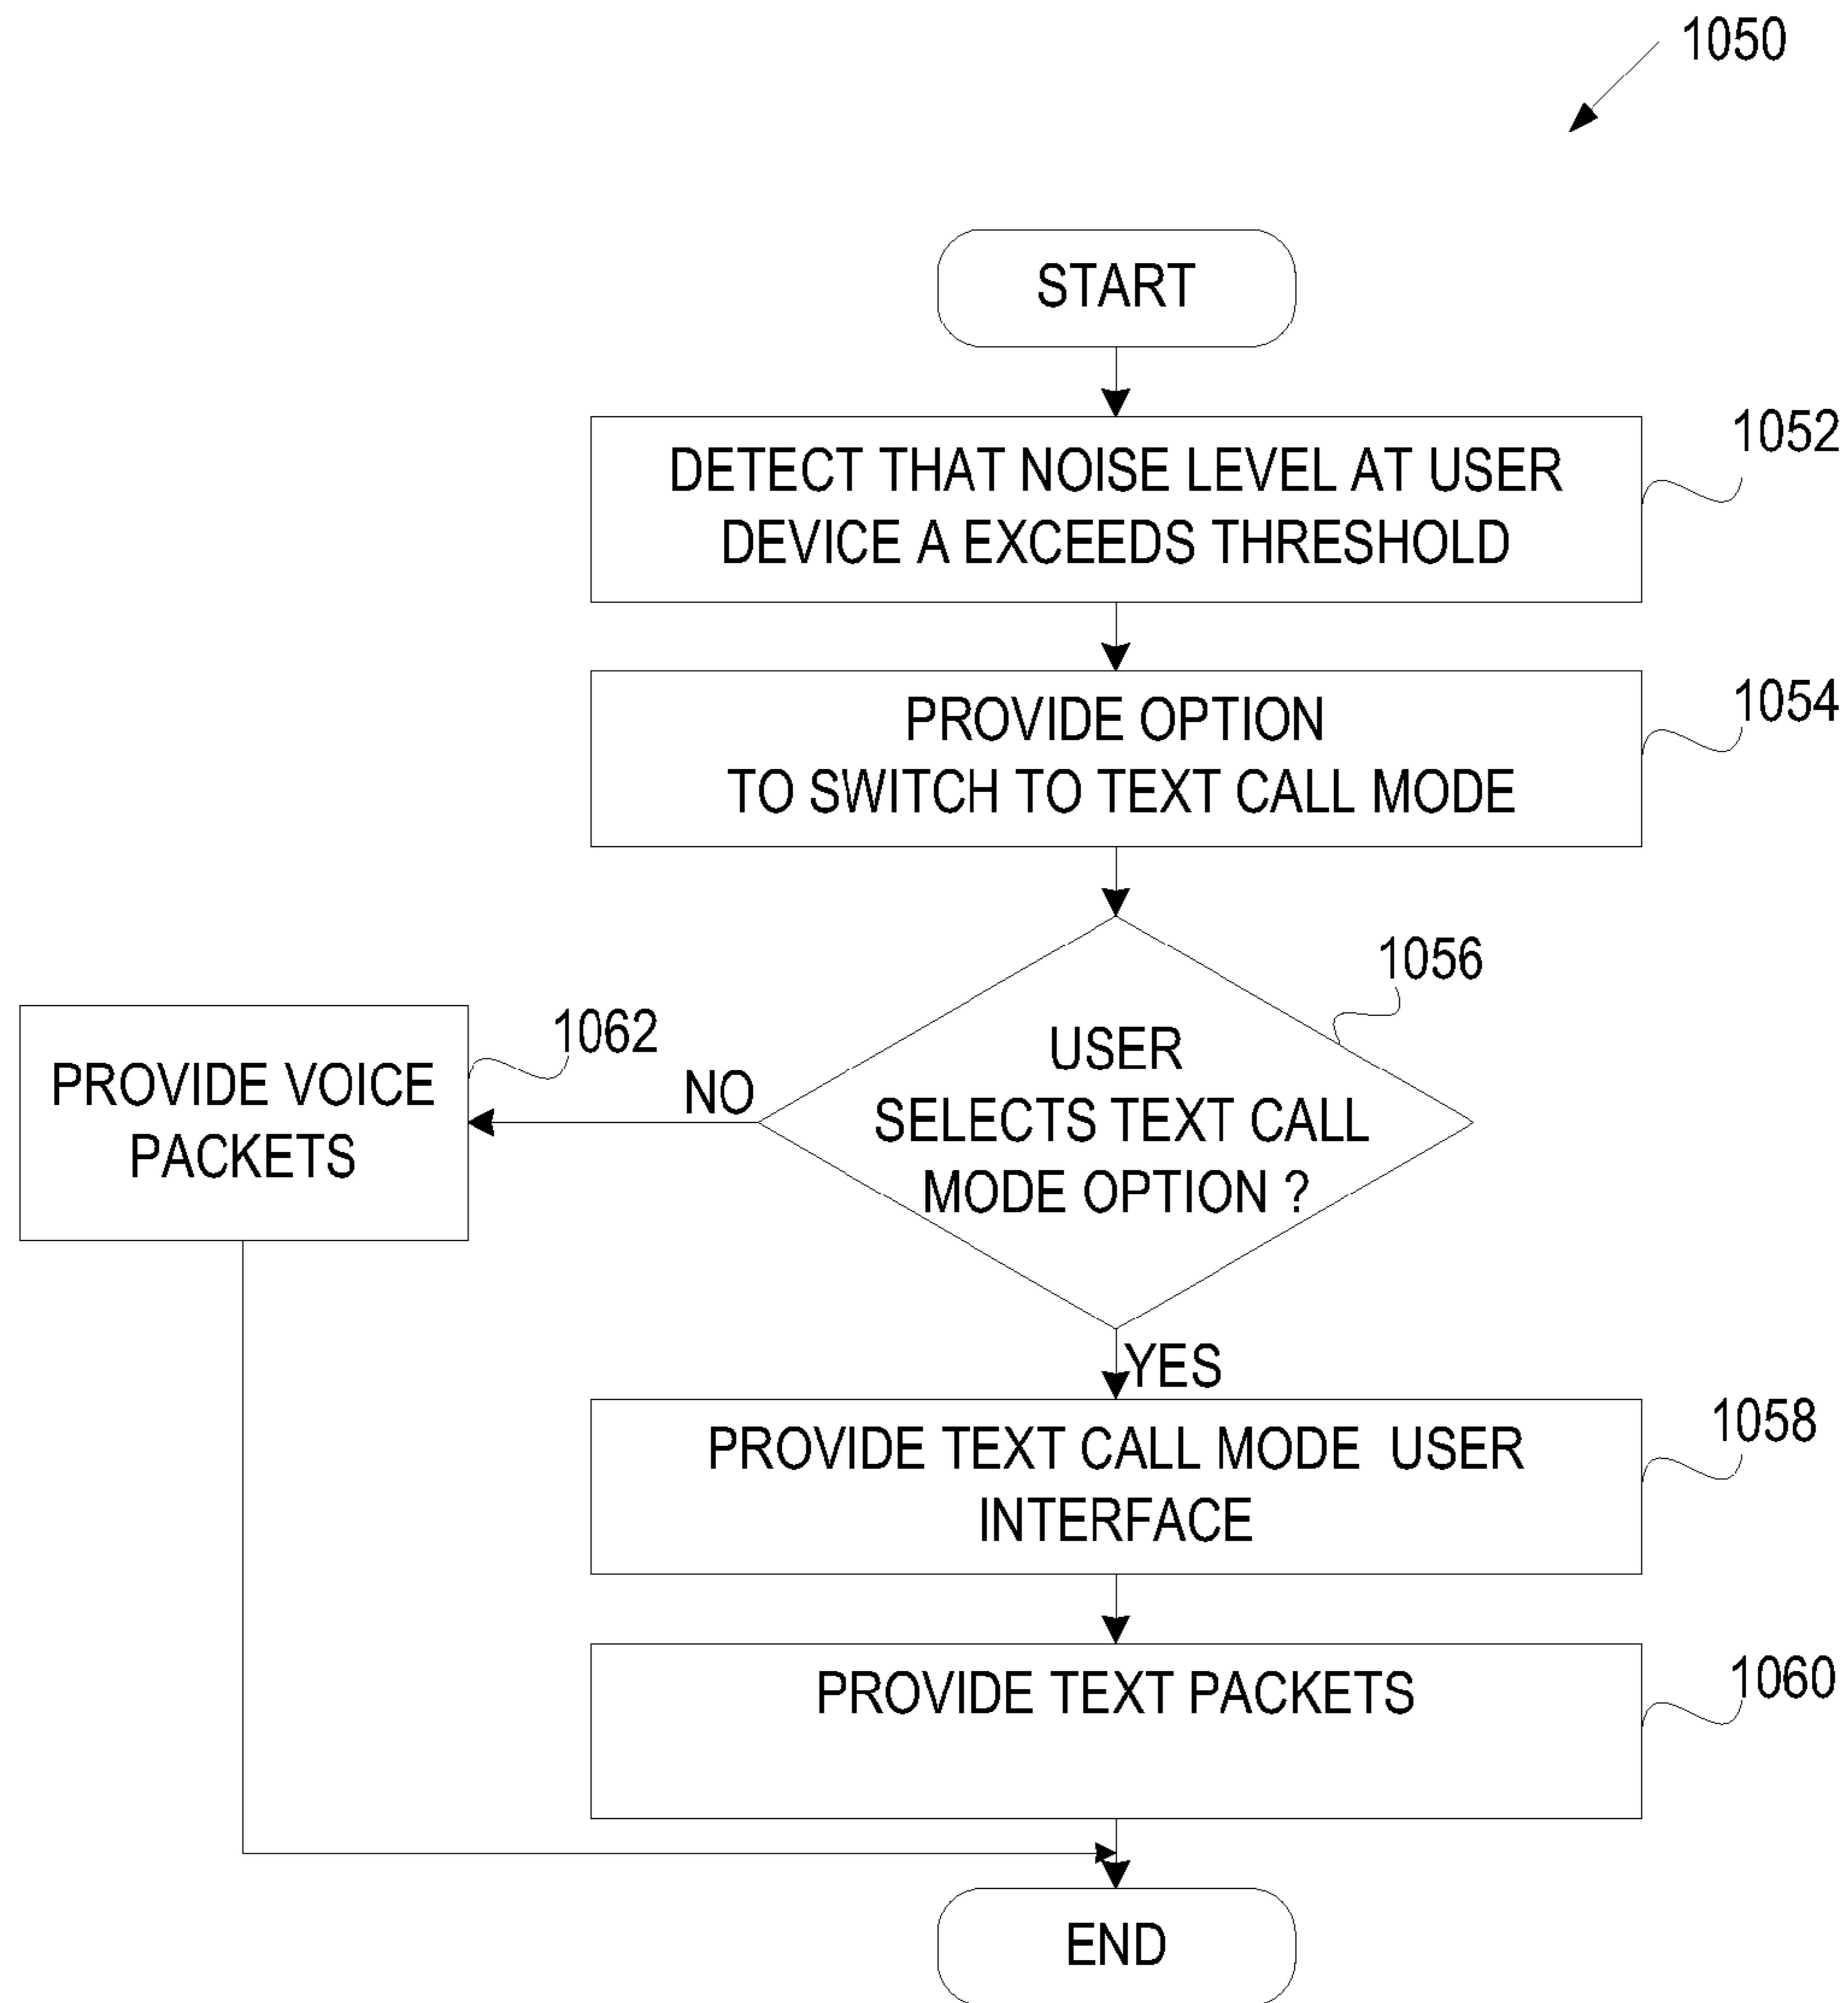 1050
START
DETECT THAT NOISE LEVEL AT USER
DEVICE A EXCEEDS THRESHOLD
1052
PROVIDE OPTION
TO SWITCH TO TEXT CALL MODE
1054
USER
SELECTS TEXT CALL
MODE OPTION ?
1056
NO
PROVIDE VOICE
PACKETS
1062
YES
PROVIDE TEXT CALL MODE USER
INTERFACE
1058
PROVIDE TEXT PACKETS
1060
END